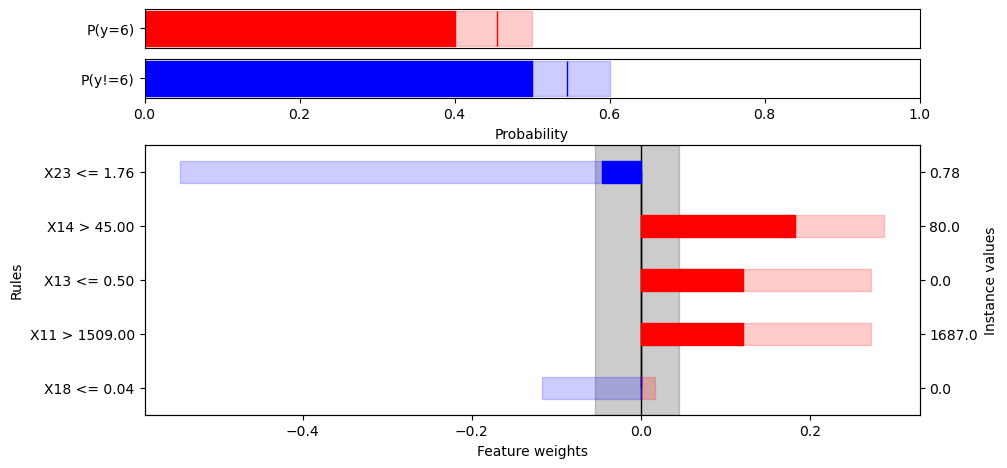 P(y=6)
P(y!=6)
0.0 0.2 0.4 0.6 0.8 1.0
Probability
X23 <= 1.76 0.78
X14 > 45.00 80.0
X13 <= 0.50 0.0
X11 > 1509.00 1687.0
X18 <= 0.04 0.0
Rules
Instance values
−0.4 −0.2 0.0 0.2
Feature weights